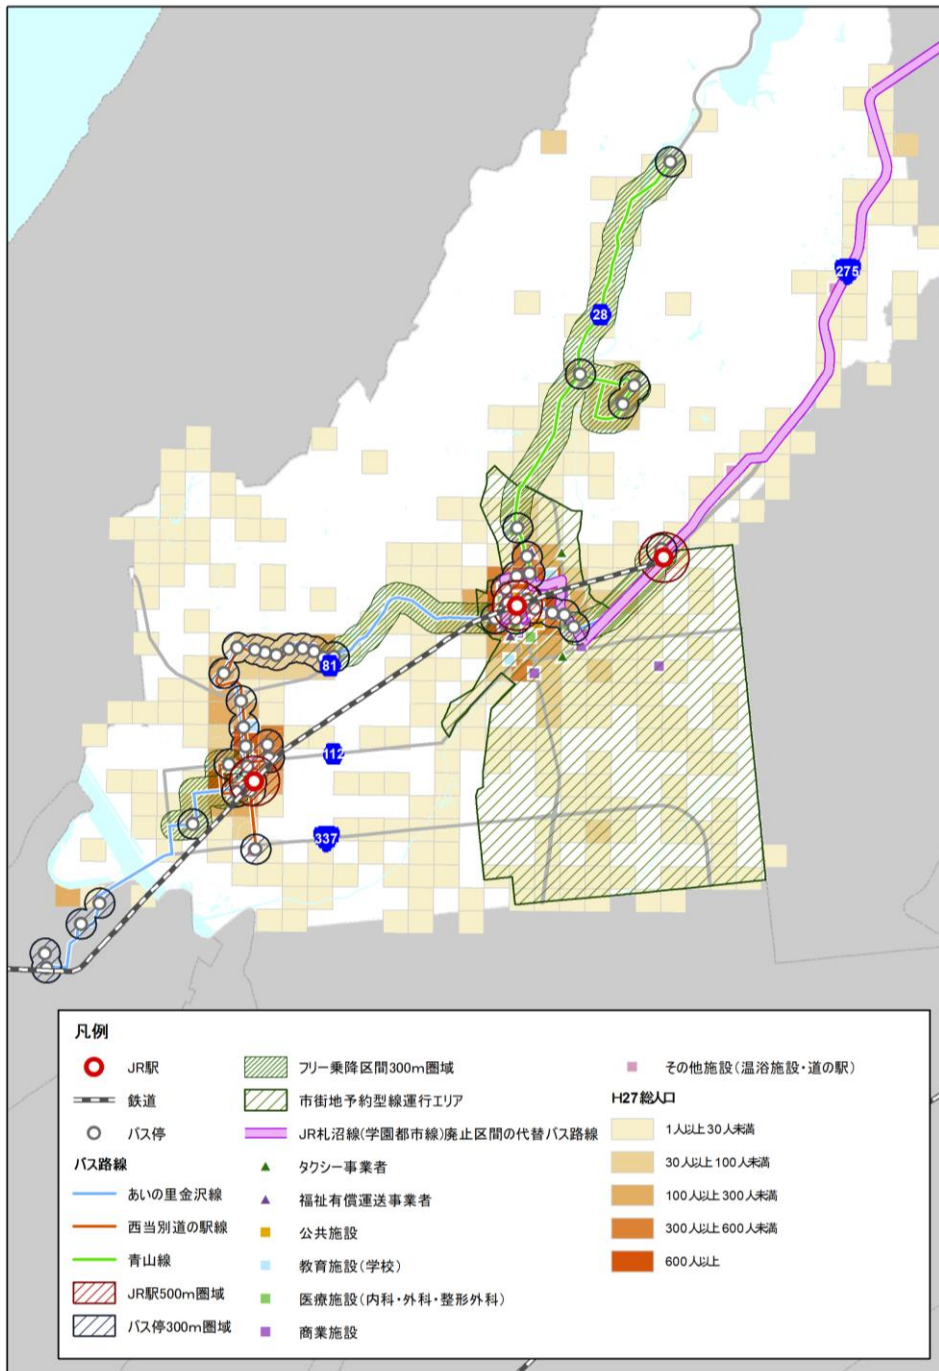 275
28
81
112
337
凡例
JR駅
鉄道
バス停
バス路線
あいの里金沢線
西当別道の駅線
青山線
JR駅500m圏域
バス停300m圏域
フリー乗降区間300m圏域
市街地予約型線運行エリア
JR札沼線(学園都市線)廃止区間の代替バス路線
タクシー事業者
福祉有償運送事業者
公共施設
教育施設(学校)
医療施設(内科・外科・整形外科)
商業施設
その他施設(温浴施設・道の駅)
H27総人口
1人以上30人未満
30人以上100人未満
100人以上300人未満
300人以上600人未満
600人以上